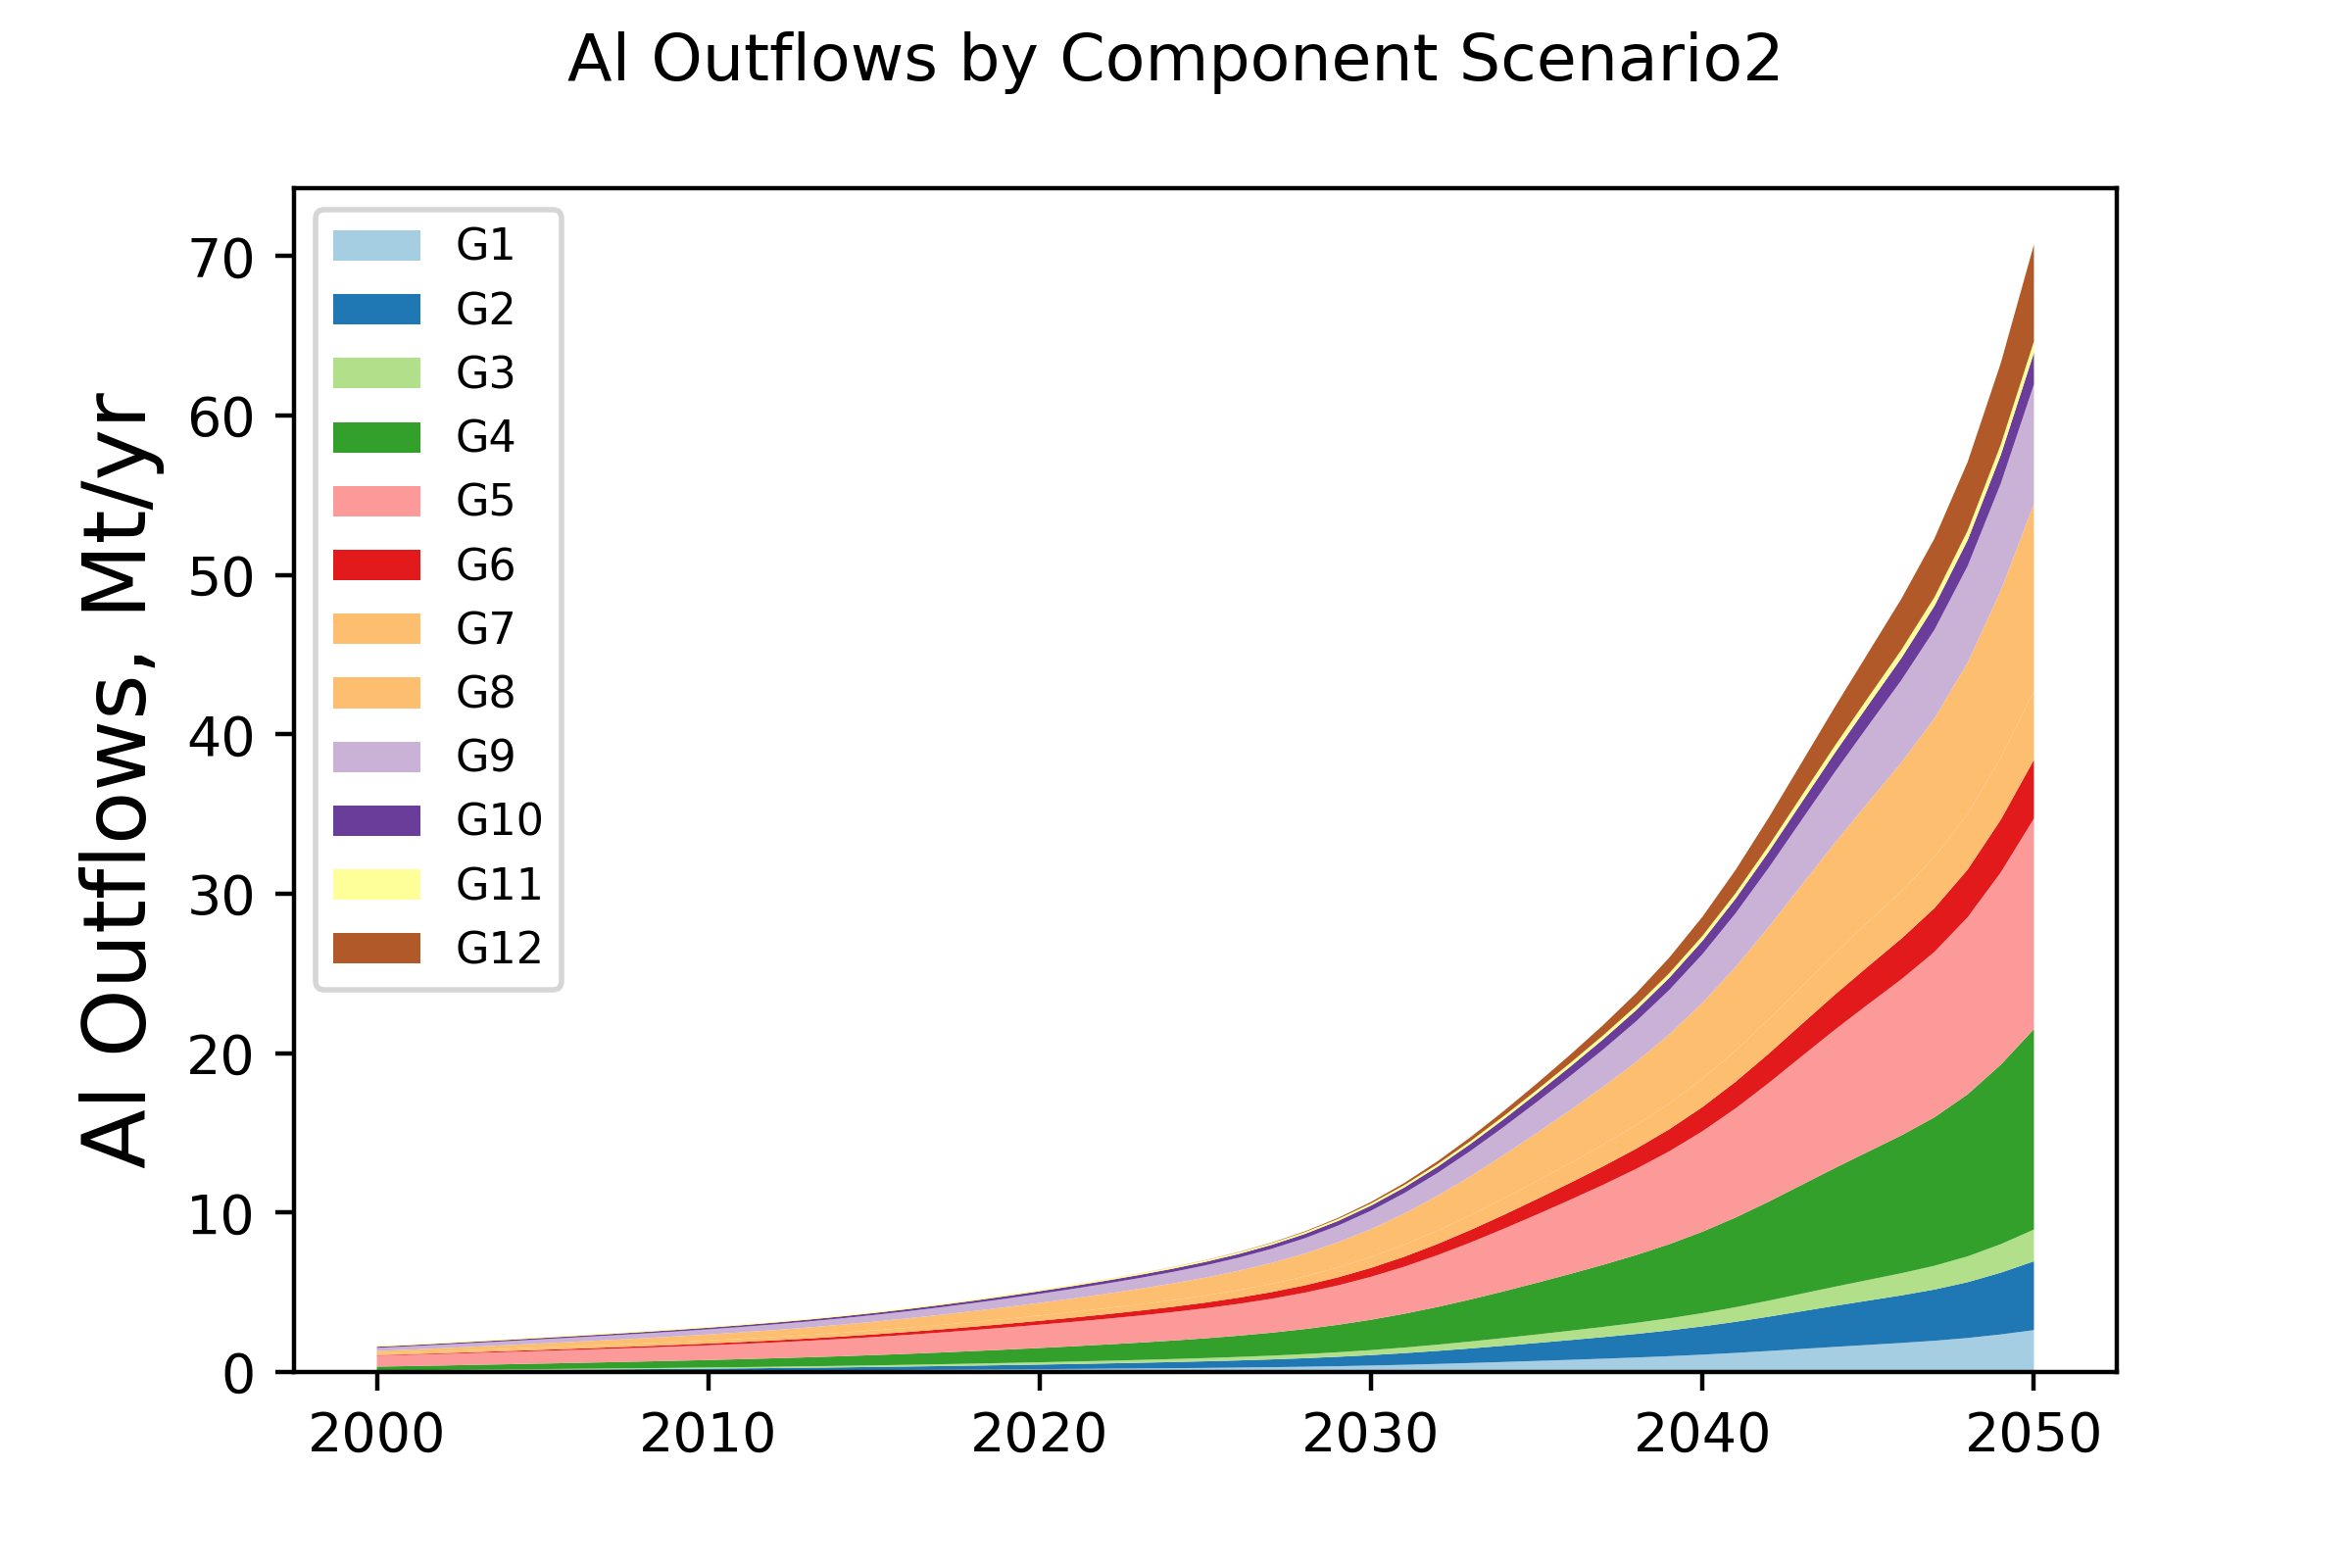 Al Outflows by Component Scenario2
Al Outflows, Mt/yr
70
60
50
40
30
20
10
0
G1
G2
G3
G4
G5
G6
G7
G8
G9
G10
G11
G12
2000 2010 2020 2030 2040 2050